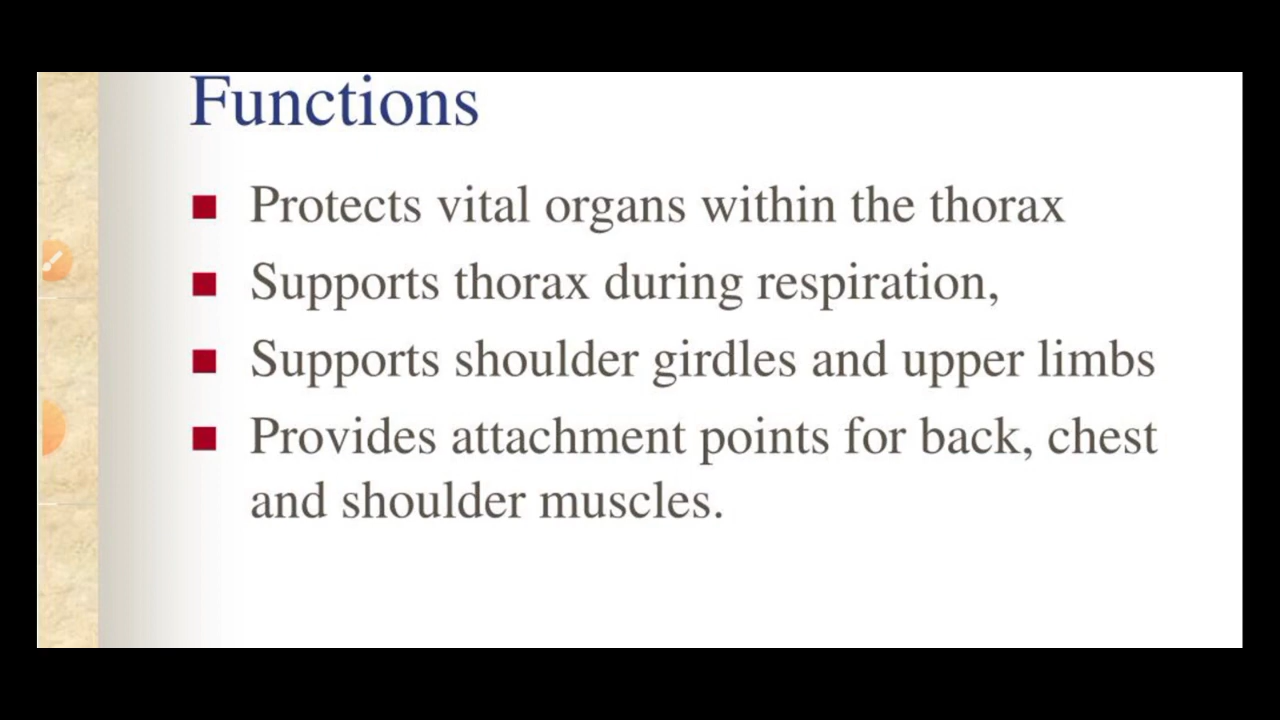 Functions
Protects vital organs within the thorax
Supports thorax during respiration,
Supports shoulder girdles and upper limbs
Provides attachment points for back, chest
and shoulder muscles.